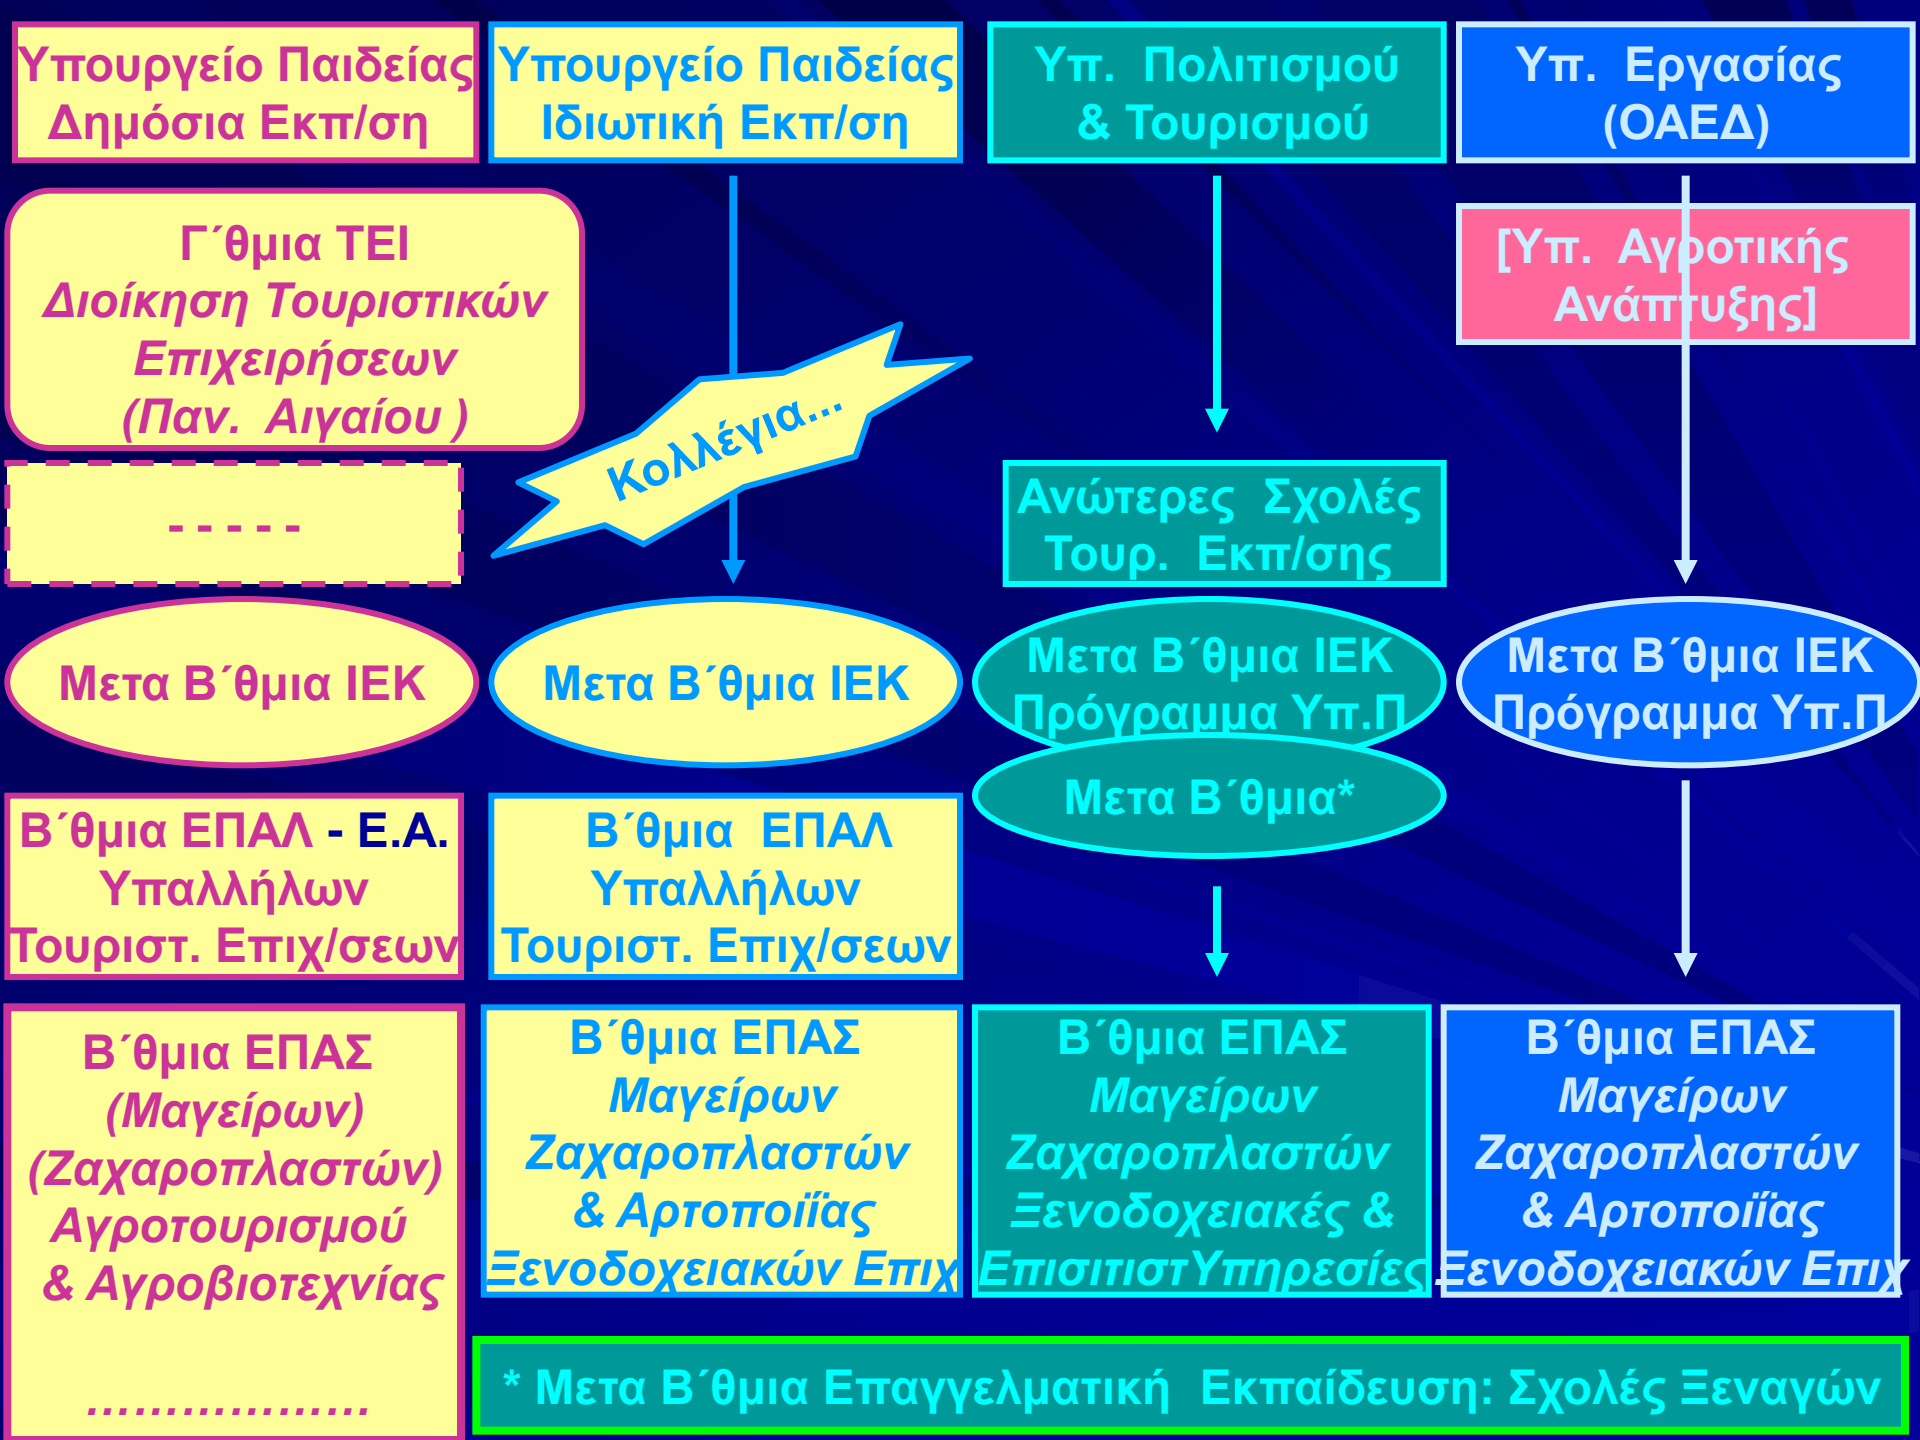 Υπουργείο Παιδείας
Δημόσια Εκπ/ση
Υπουργείο Παιδείας
Ιδιωτική Εκπ/ση
Υπ. Πολιτισμού
& Τουρισμού
Υπ. Εργασίας
(ΟΑΕΔ)
[Υπ. Αγροτικής
Ανάπτυξης]
Γ΄θμια ΤΕΙ
Διοίκηση Τουριστικών
Επιχειρήσεων
(Παν. Αιγαίου )
Κολλέγια...
- - - - -
Ανώτερες Σχολές
Τουρ. Εκπ/σης
Μετα Β΄θμια ΙΕΚ
Μετα Β΄θμια ΙΕΚ
Μετα Β΄θμια ΙΕΚ
Πρόγραμμα Υπ.Π
Μετα Β΄θμια ΙΕΚ
Πρόγραμμα Υπ.Π
Μετα Β΄θμια*
Β΄θμια ΕΠΑΛ - Ε.Α.
Υπαλλήλων
Τουριστ. Επιχ/σεων
Β΄θμια ΕΠΑΛ
Υπαλλήλων
Τουριστ. Επιχ/σεων
Β΄θμια ΕΠΑΣ
(Μαγείρων)
(Ζαχαροπλαστών)
Αγροτουρισμού
& Αγροβιοτεχνίας
………………
Β΄θμια ΕΠΑΣ
Μαγείρων
Ζαχαροπλαστών
& Αρτοποιΐας
Ξενοδοχειακών Επιχ
Β΄θμια ΕΠΑΣ
Μαγείρων
Ζαχαροπλαστών
Ξενοδοχειακές &
ΕπισιτιστΥπηρεσίες
Β΄θμια ΕΠΑΣ
Μαγείρων
Ζαχαροπλαστών
& Αρτοποιΐας
Ξενοδοχειακών Επιχ
* Μετα Β΄θμια Επαγγελματική Εκπαίδευση: Σχολές Ξεναγών